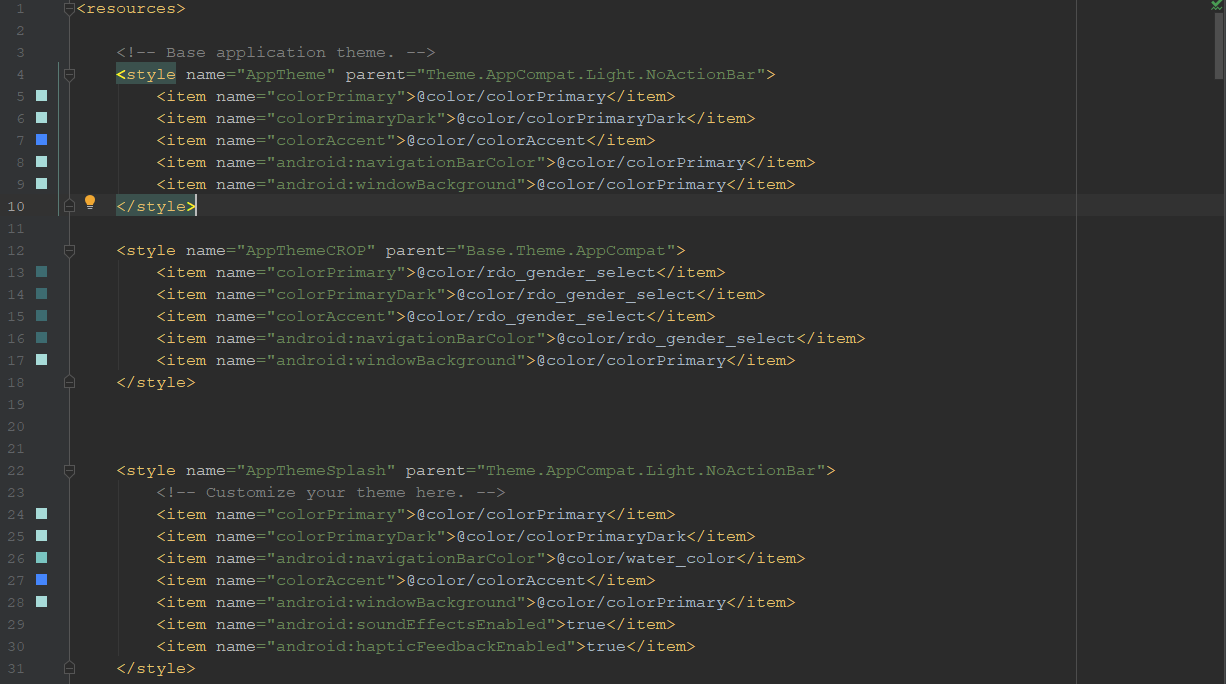 1 <resources>
2
3 <!-- Base application theme. -->
4 <style name="AppTheme" parent="Theme.AppCompat.Light.NoActionBar">
5 <item name="colorPrimary">@color/colorPrimary</item>
6 <item name="colorPrimaryDark">@color/colorPrimaryDark</item>
7 <item name="colorAccent">@color/colorAccent</item>
8 <item name="android:navigationBarColor">@color/colorPrimary</item>
9 <item name="android:windowBackground">@color/colorPrimary</item>
10 </style>
11
12 <style name="AppThemeCROP" parent="Base.Theme.AppCompat">
13 <item name="colorPrimary">@color/rdo_gender_select</item>
14 <item name="colorPrimaryDark">@color/rdo_gender_select</item>
15 <item name="colorAccent">@color/rdo_gender_select</item>
16 <item name="android:navigationBarColor">@color/rdo_gender_select</item>
17 <item name="android:windowBackground">@color/colorPrimary</item>
18 </style>
19
20
21
22 <style name="AppThemeSplash" parent="Theme.AppCompat.Light.NoActionBar">
23 <!-- Customize your theme here. -->
24 <item name="colorPrimary">@color/colorPrimary</item>
25 <item name="colorPrimaryDark">@color/colorPrimaryDark</item>
26 <item name="android:navigationBarColor">@color/water_color</item>
27 <item name="colorAccent">@color/colorAccent</item>
28 <item name="android:windowBackground">@color/colorPrimary</item>
29 <item name="android:soundEffectsEnabled">true</item>
30 <item name="android:hapticFeedbackEnabled">true</item>
31 </style>